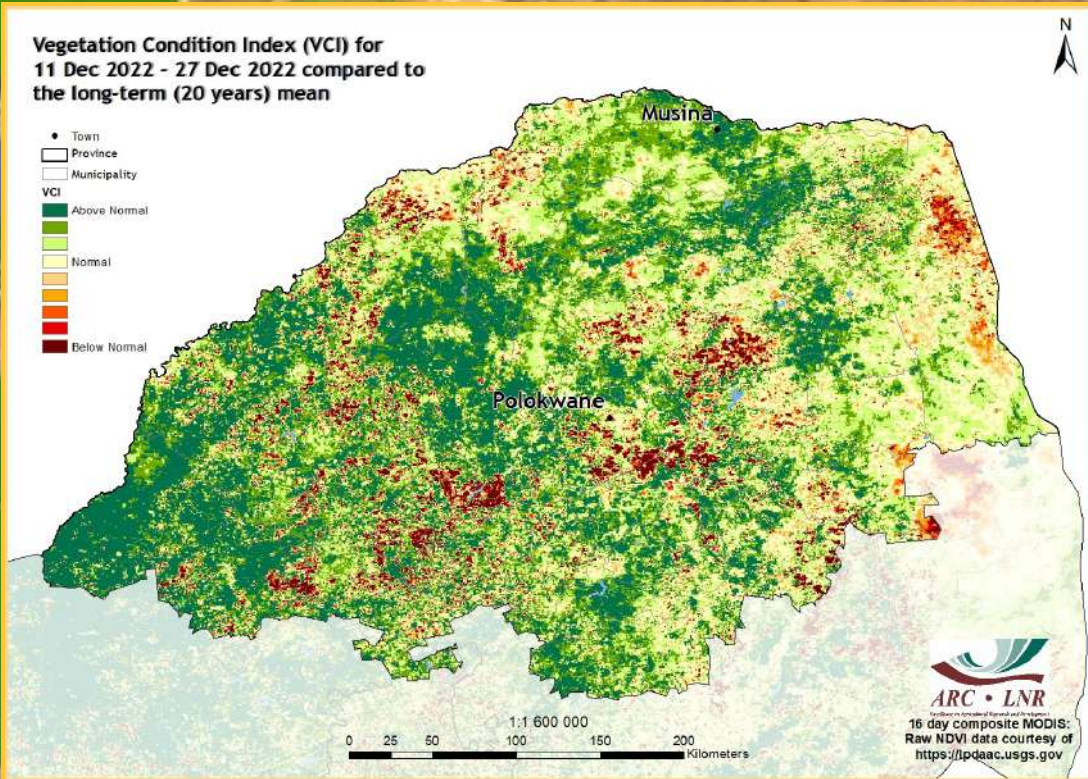 Vegetation Condition Index (VCI) for
11 Dec 2022 - 27 Dec 2022 compared to
the long-term (20 years) mean
N
Town
Province
Municipality
VCI
Above Normal
Normal
Below Normal
Musina
Polokwane
1:1 600 000
0 25 50 100 150 200
Kilometers
ARC • LNR
16 day composite MODIS:
Raw NDVI data courtesy of
https://lpdaac.usgs.gov